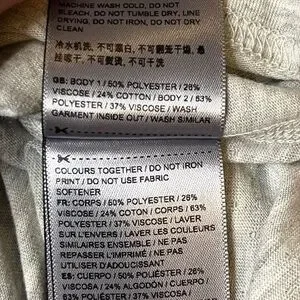 MACHINE WASH COLD, DO NOT
BLEACH, DO NOT TUMBLE DRY, LINE
DRYING, DO NOT IRON, DO NOT DRY
CLEAN
冷水机洗, 不可漂白, 不可翻笼干燥, 悬
挂晾干, 不可熨烫, 不可干洗
GB: BODY 1 / 50% POLYESTER / 26%
VISCOSE / 24% COTTON / BODY 2 / 63%
POLYESTER / 37% VISCOSE / WASH
GARMENT INSIDE OUT / WASH SIMILAR
COLOURS TOGETHER / DO NOT IRON
PRINT / DO NOT USE FABRIC
SOFTENER
FR: CORPS / 50% POLYESTER / 26%
VISCOSE / 24% COTON / CORPS / 63%
POLYESTER / 37% VISCOSE / LAVER
SUR L'ENVERS / LAVER LES COULEURS
SIMILAIRES ENSEMBLE / NE PAS
REPASSER L'IMPRIMÉ / NE PAS
UTILISER D'ADOUCISSANT
ES: CUERPO / 50% POLIÉSTER / 26%
VISCOSA / 24% ALGODÓN / CUERPO /
63% POLIÉSTER / 37% VISCOSA /